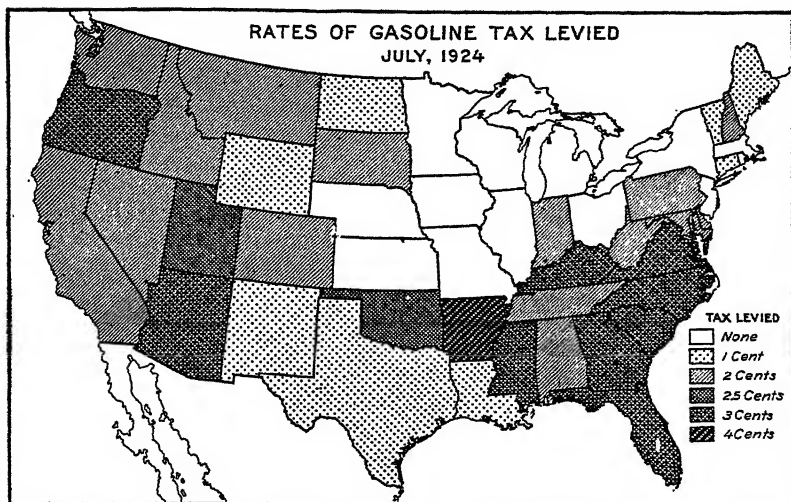 RATES OF GASOLINE TAX LEVIED
JULY, 1924
TAX LEVIED
None
1 Cent
2 Cents
2.5 Cents
3 Cents
4 Cents